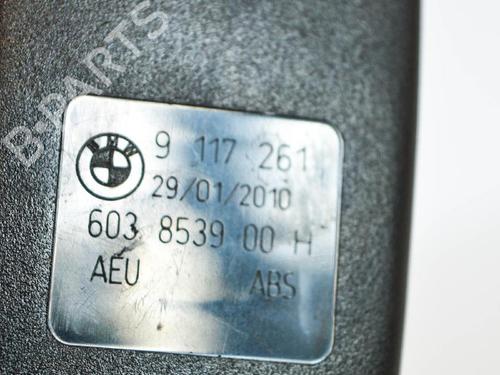 B-PARTS
BMW
9 117 261
29/01/2010
603 8539 00 H
AEU ABS